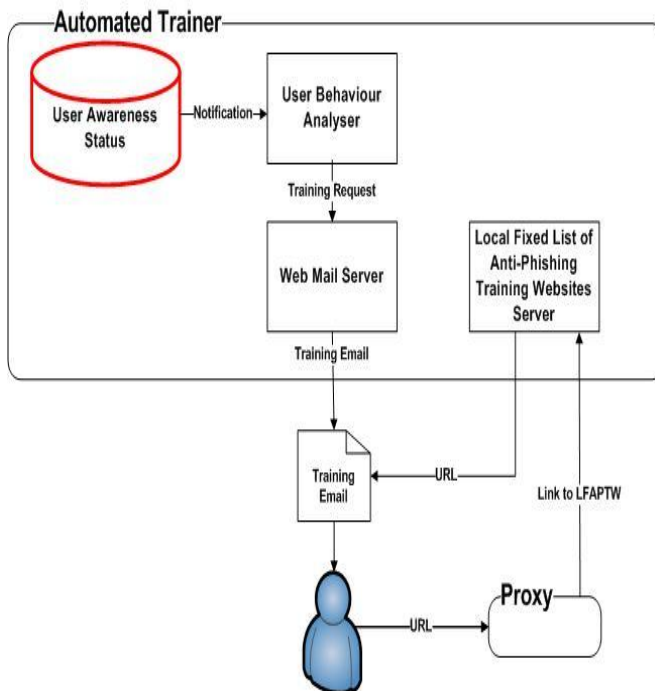 Automated Trainer
User Awareness
Status
Notification
User Behaviour
Analyser
Training Request
Web Mail Server
Local Fixed List of
Anti-Phishing
Training Websites
Server
Training Email
Training
Email
URL
Link to LFAPTW
URL
Proxy